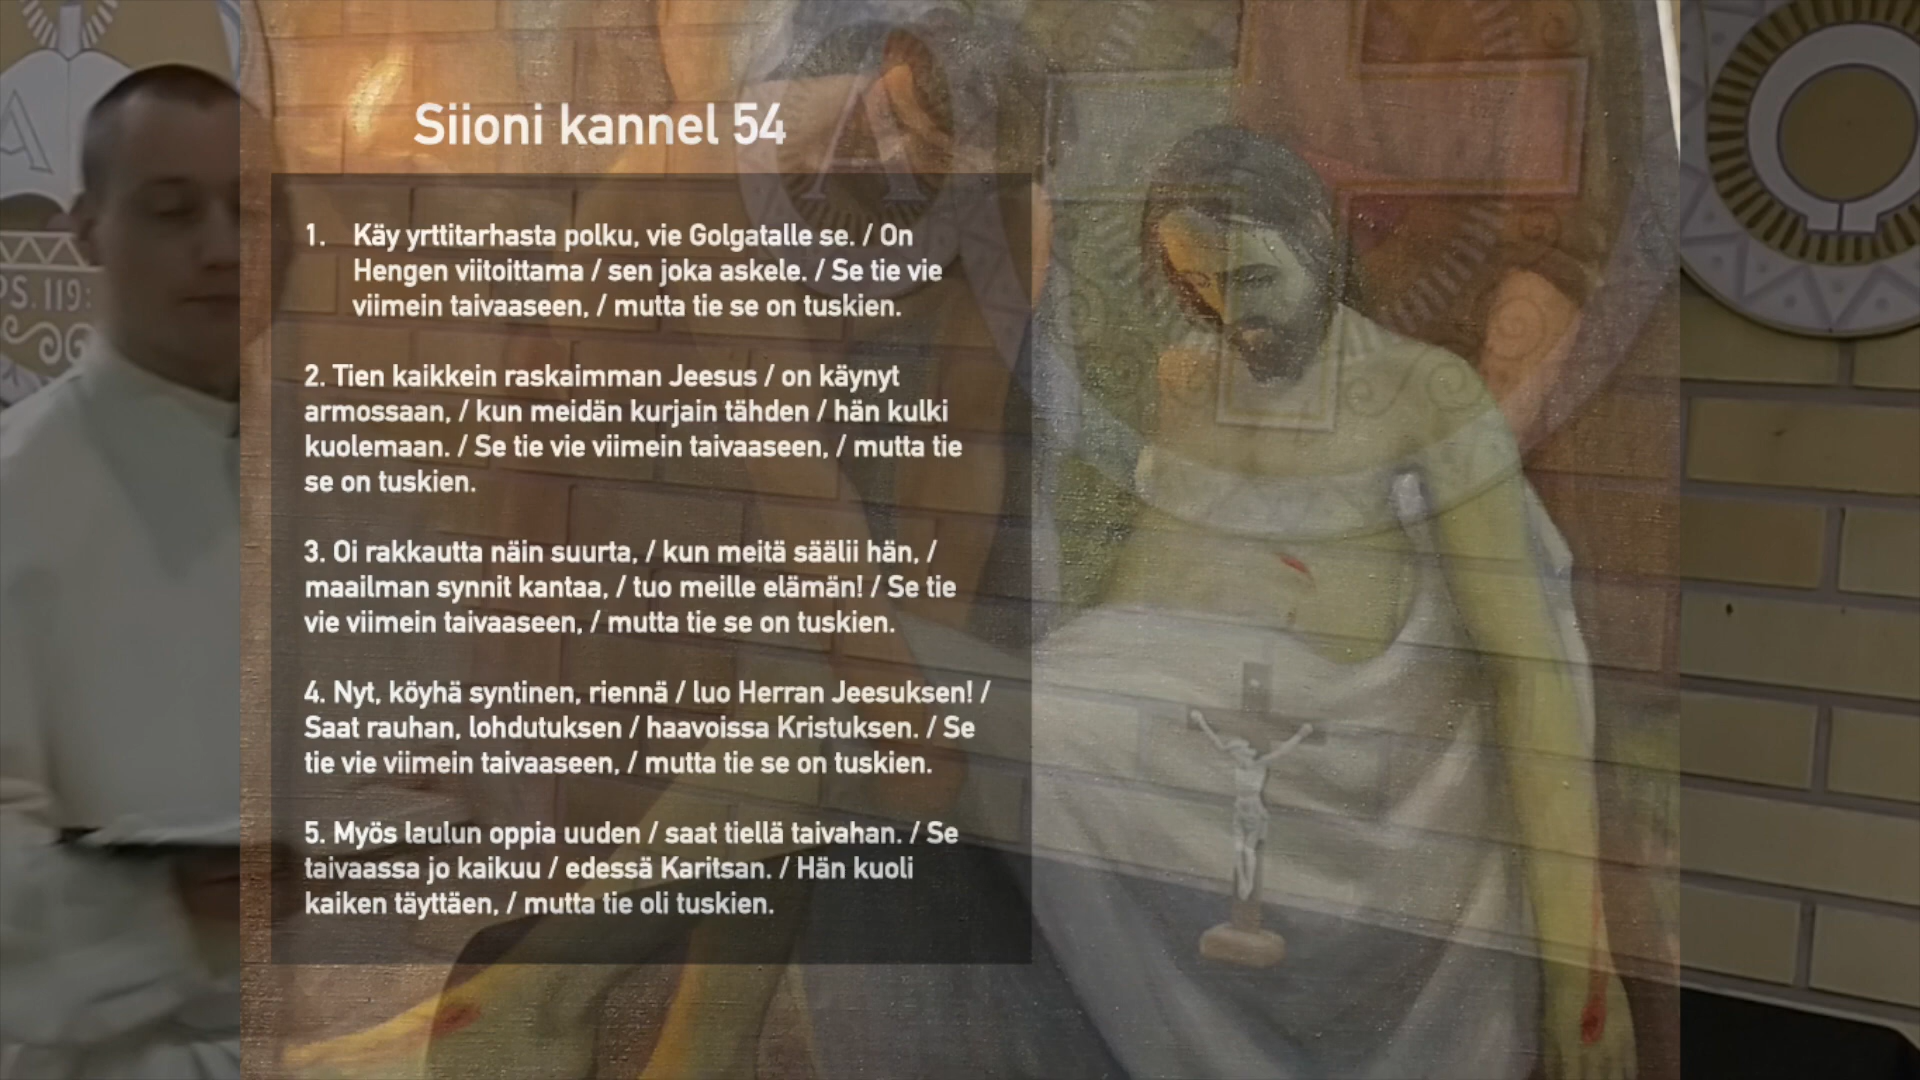 Siioni kannel 54
1. Käy yrttitarhasta polku, vie Golgatalle se. / On
Hengen viitoittama / sen joka askele. / Se tie vie
viimein taivaaseen, / mutta tie se on tuskien.
2. Tien kaikkein raskaimman Jeesus / on käynyt
armossaan, / kun meidän kurjain tähden / hän kulki
kuolemaan. / Se tie vie viimein taivaaseen, / mutta tie
se on tuskien.
3. Oi rakkautta näin suurta, / kun meitä säälii hän, /
maailman synnit kantaa, / tuo meille elämän! / Se tie
vie viimein taivaaseen, / mutta tie se on tuskien.
4. Nyt, köyhä syntinen, riennä / luo Herran Jeesuksen! /
Saat rauhan, lohdutuksen / haavoissa Kristuksen. / Se
tie vie viimein taivaaseen, / mutta tie se on tuskien.
5. Myös laulun oppia uuden / saat tiellä taivahan. / Se
taivaassa jo kaikuu / edessä Karitsan. / Hän kuoli
kaiken täyttäen, / mutta tie oli tuskien.
A
PS. 119:
A